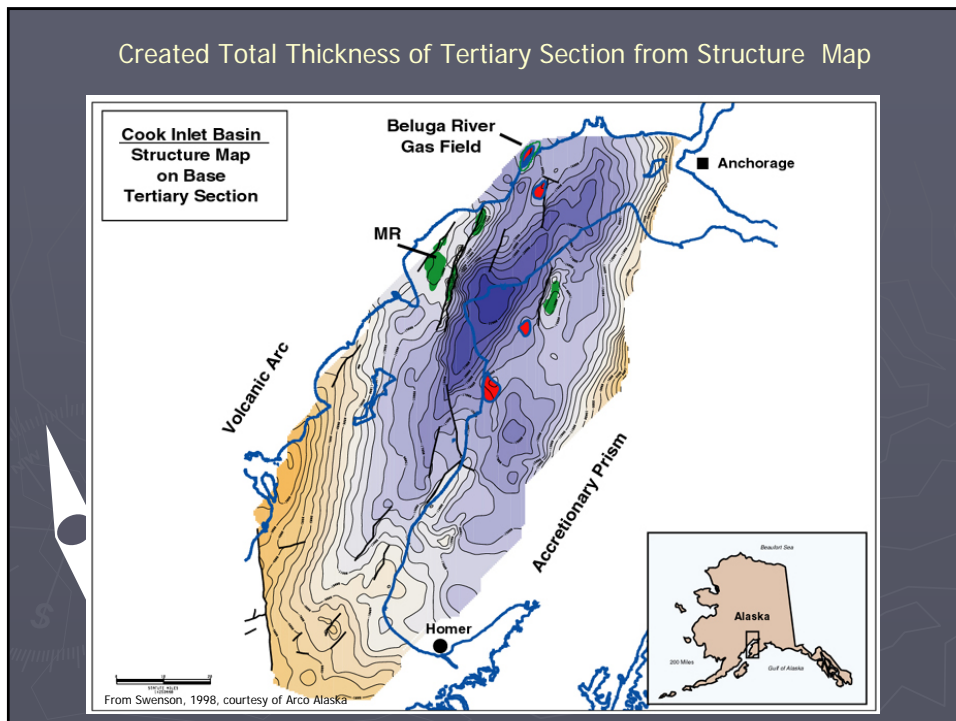 Created Total Thickness of Tertiary Section from Structure Map
Cook Inlet Basin
Structure Map
on Base
Tertiary Section
Beluga River
Gas Field
Anchorage
MR
Volcanic Arc
Accretionary Prism
Homer
Beaufort Sea
Alaska
200 Miles
Gulf of Alaska
STATUTE MILES
From Swenson, 1998, courtesy of Arco Alaska